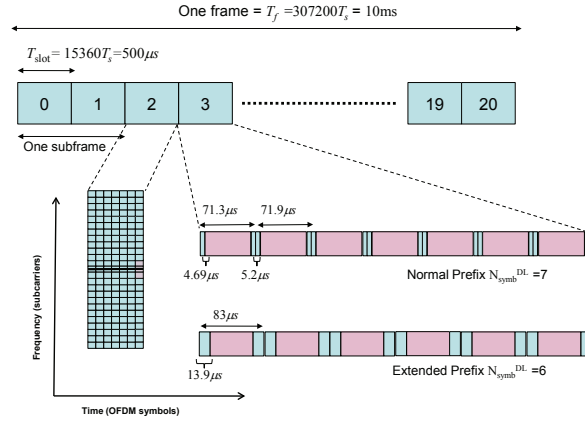 One frame = T_f =307200T_s = 10ms
T_slot = 15360T_s=500μs
0 1 2 3 19 20
One subframe
71.3μs 71.9μs
4.69μs 5.2μs
Normal Prefix N_symb^DL =7
83μs
13.9μs
Extended Prefix N_symb^DL =6
Frequency (subcarriers)
Time (OFDM symbols)